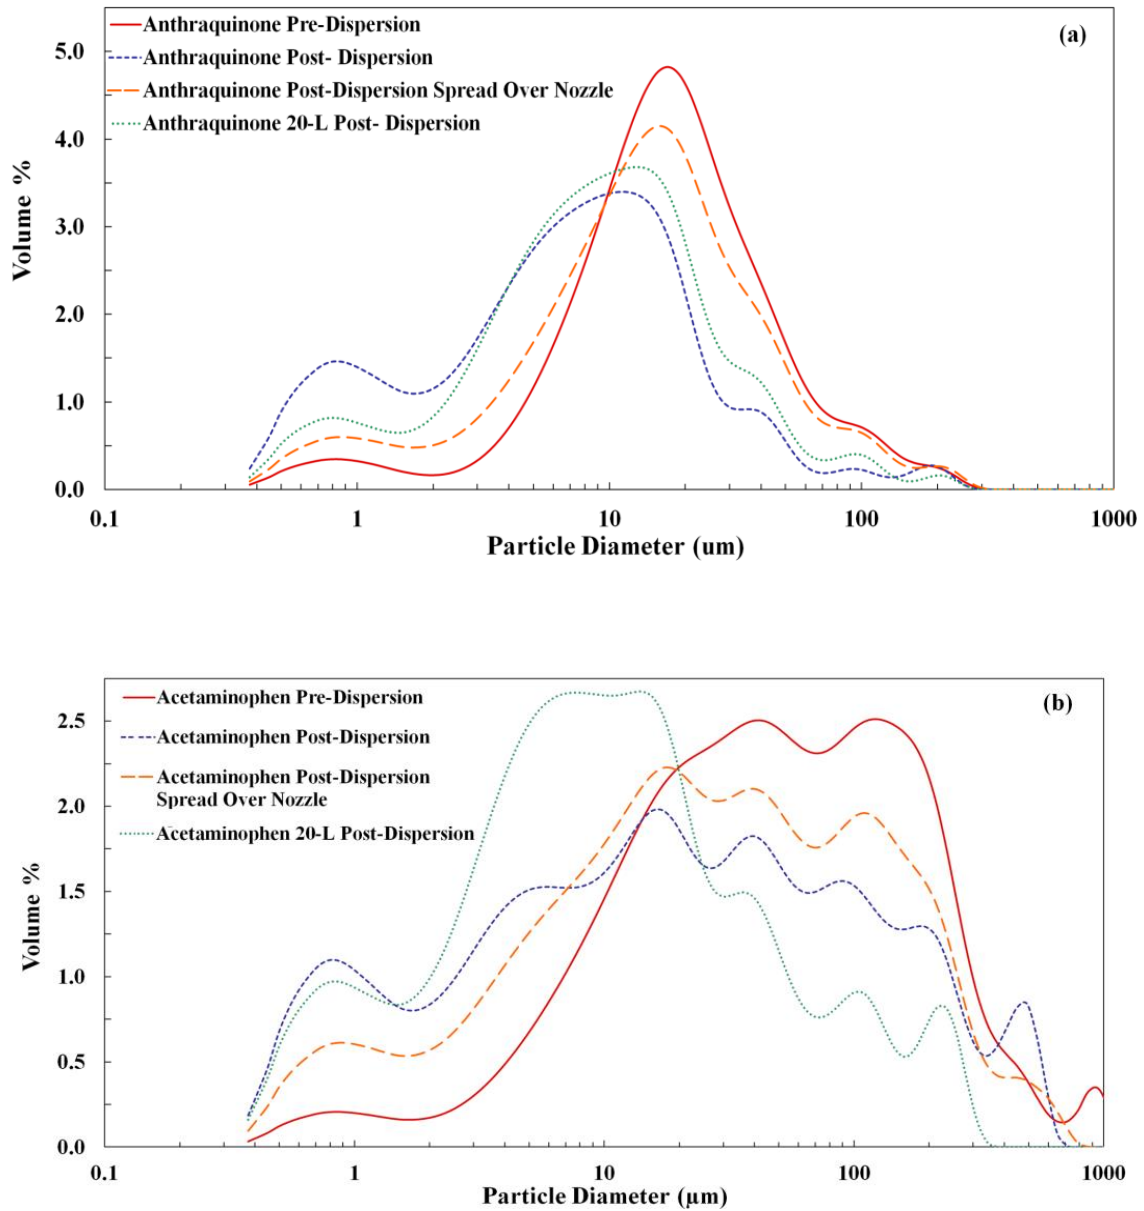 (a)
Anthraquinone Pre-Dispersion
Anthraquinone Post- Dispersion
Anthraquinone Post-Dispersion Spread Over Nozzle
Anthraquinone 20-L Post- Dispersion
Volume %
5.0
4.0
3.0
2.0
1.0
0.0
0.1 1 10 100 1000
Particle Diameter (um)
(b)
Acetaminophen Pre-Dispersion
Acetaminophen Post-Dispersion
Acetaminophen Post-Dispersion
Spread Over Nozzle
Acetaminophen 20-L Post-Dispersion
Volume %
2.5
2.0
1.5
1.0
0.5
0.0
0.1 1 10 100 1000
Particle Diameter (µm)